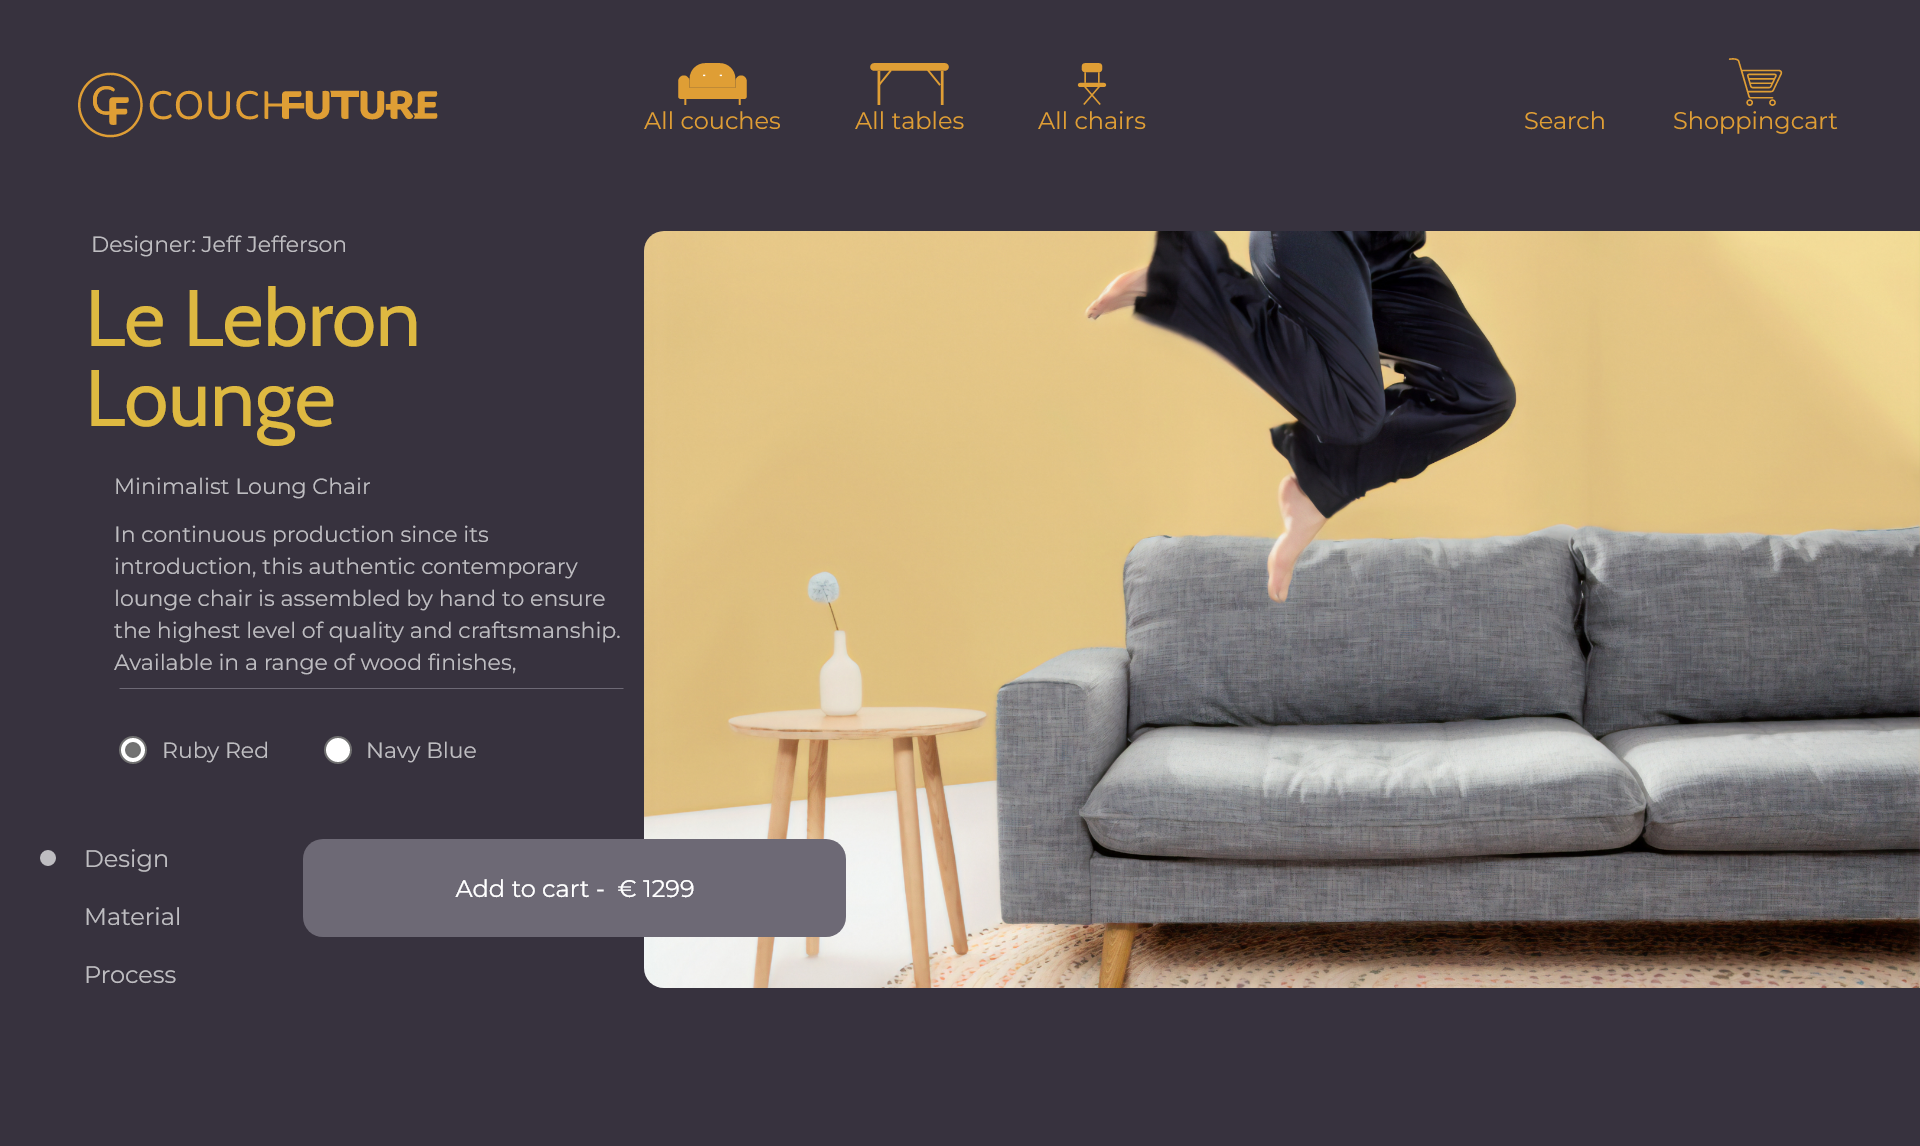 CF COUCHFUTURE
All couches
All tables
All chairs
Search
Shoppingcart
Designer: Jeff Jefferson
Le Lebron
Lounge
Minimalist Loung Chair
In continuous production since its
introduction, this authentic contemporary
lounge chair is assembled by hand to ensure
the highest level of quality and craftsmanship.
Available in a range of wood finishes,
Ruby Red
Navy Blue
Design
Material
Process
Add to cart - € 1299